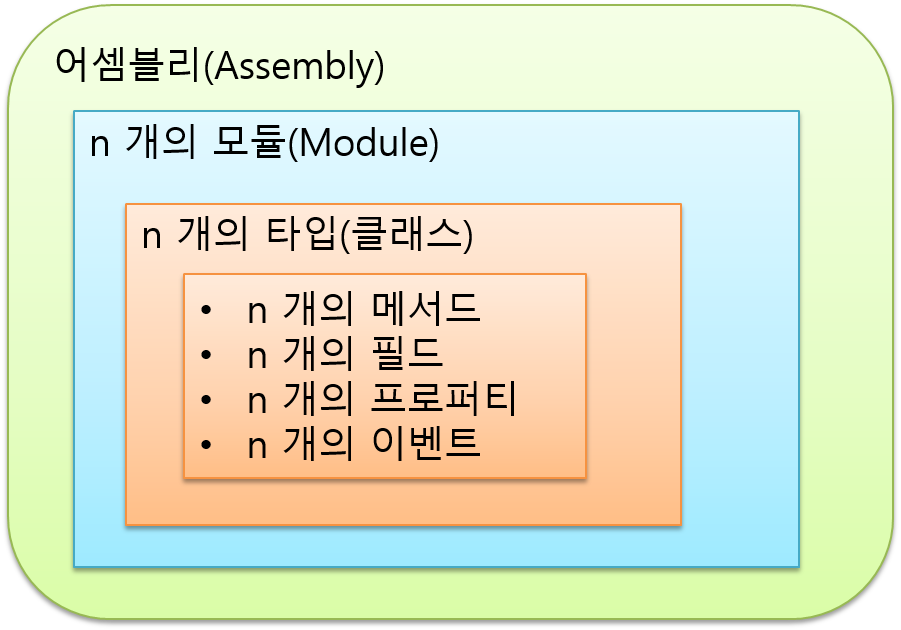 어셈블리(Assembly)
n 개의 모듈(Module)
n 개의 타입(클래스)
• n 개의 메서드
• n 개의 필드
• n 개의 프로퍼티
• n 개의 이벤트